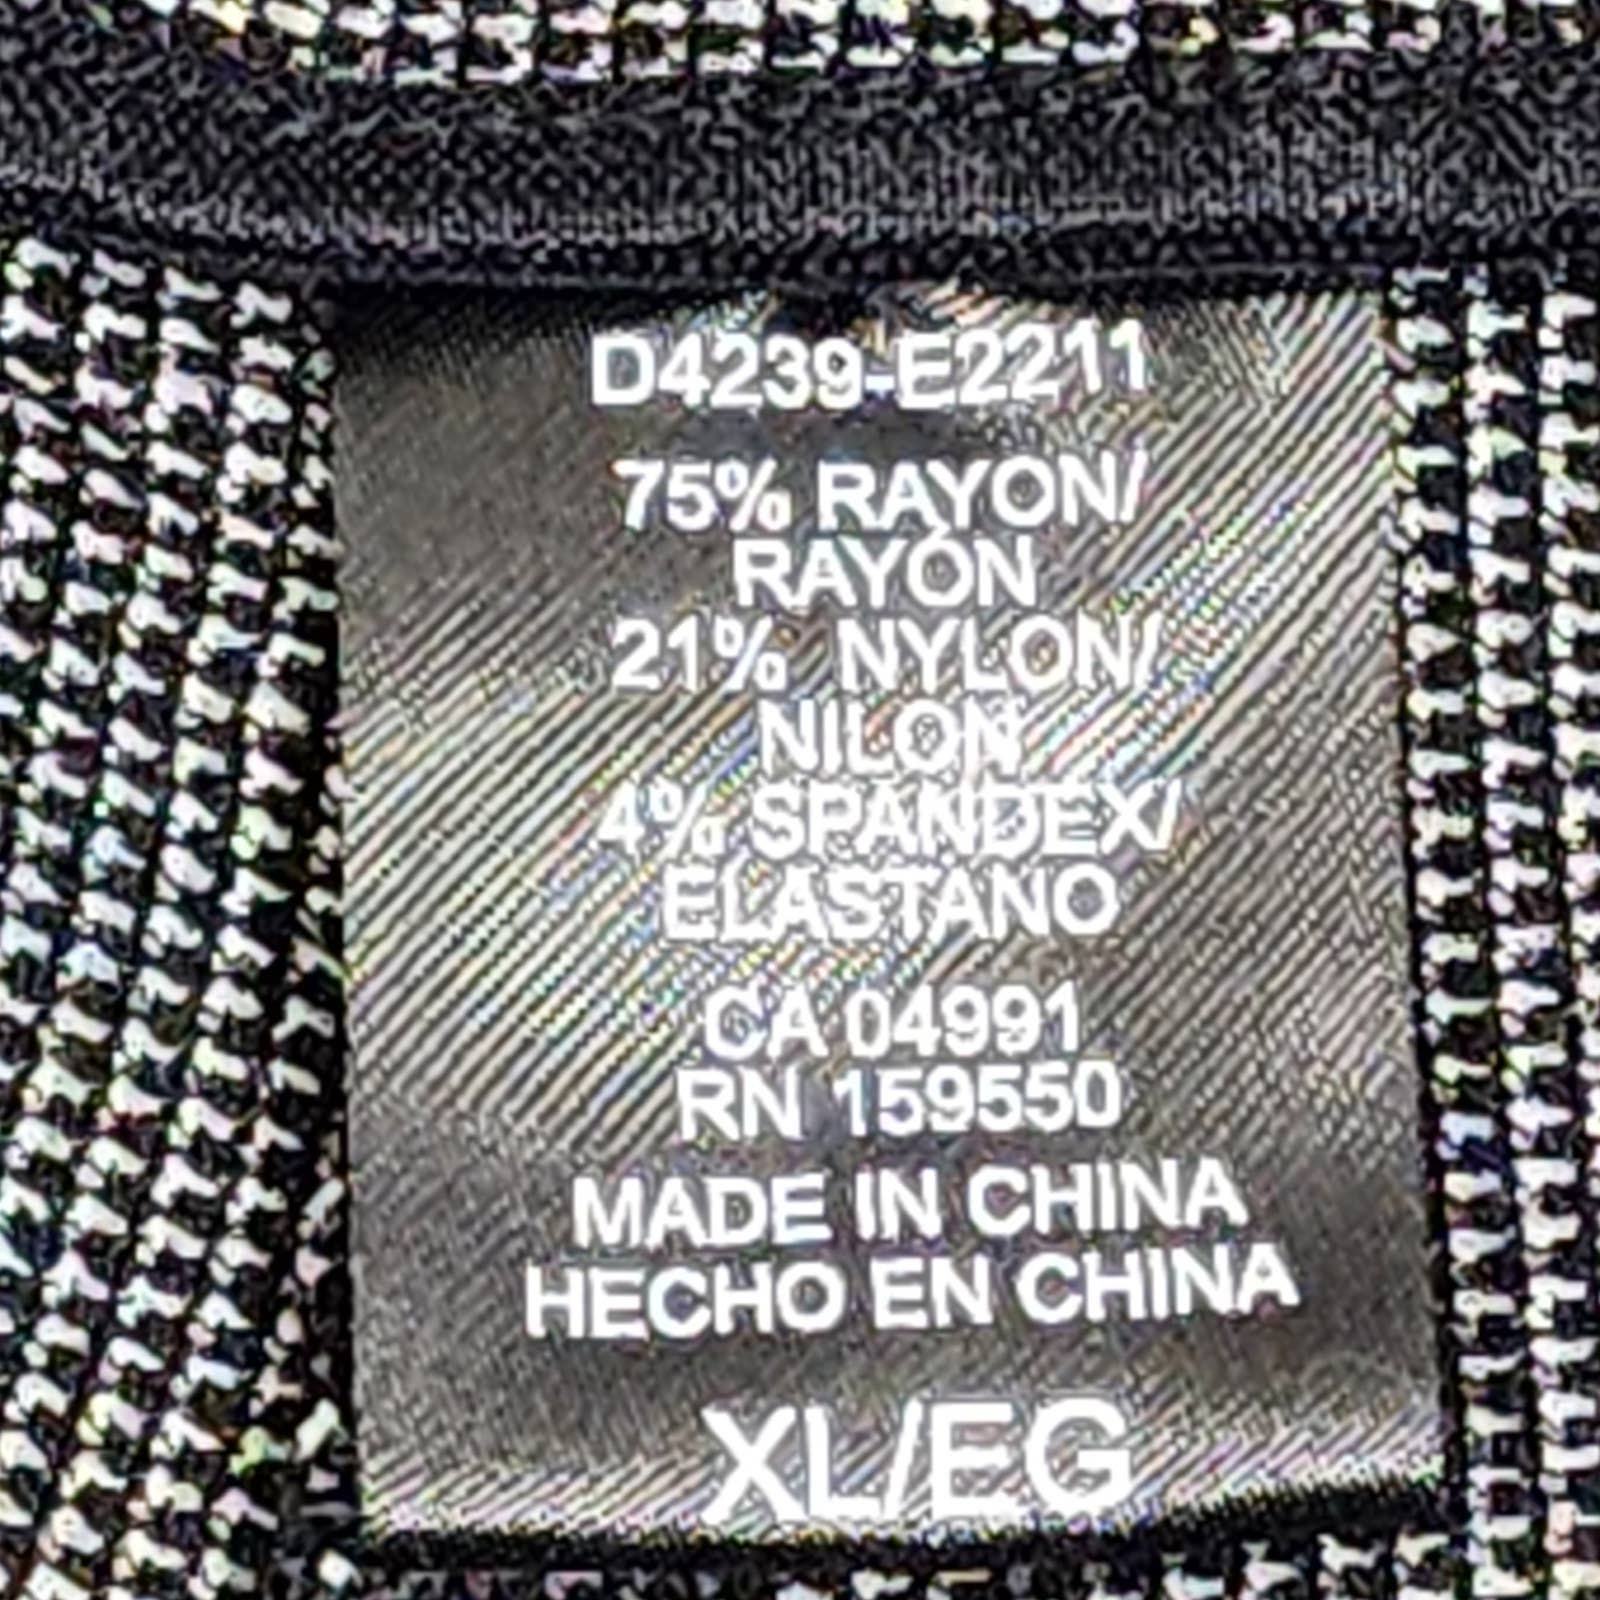 D4239-E2211
75% RAYON/
RAYÓN
21% NYLON/
NILON
4% SPANDEX/
ELASTANO
CA 04991
RN 159550
MADE IN CHINA
HECHO EN CHINA
XL/EG